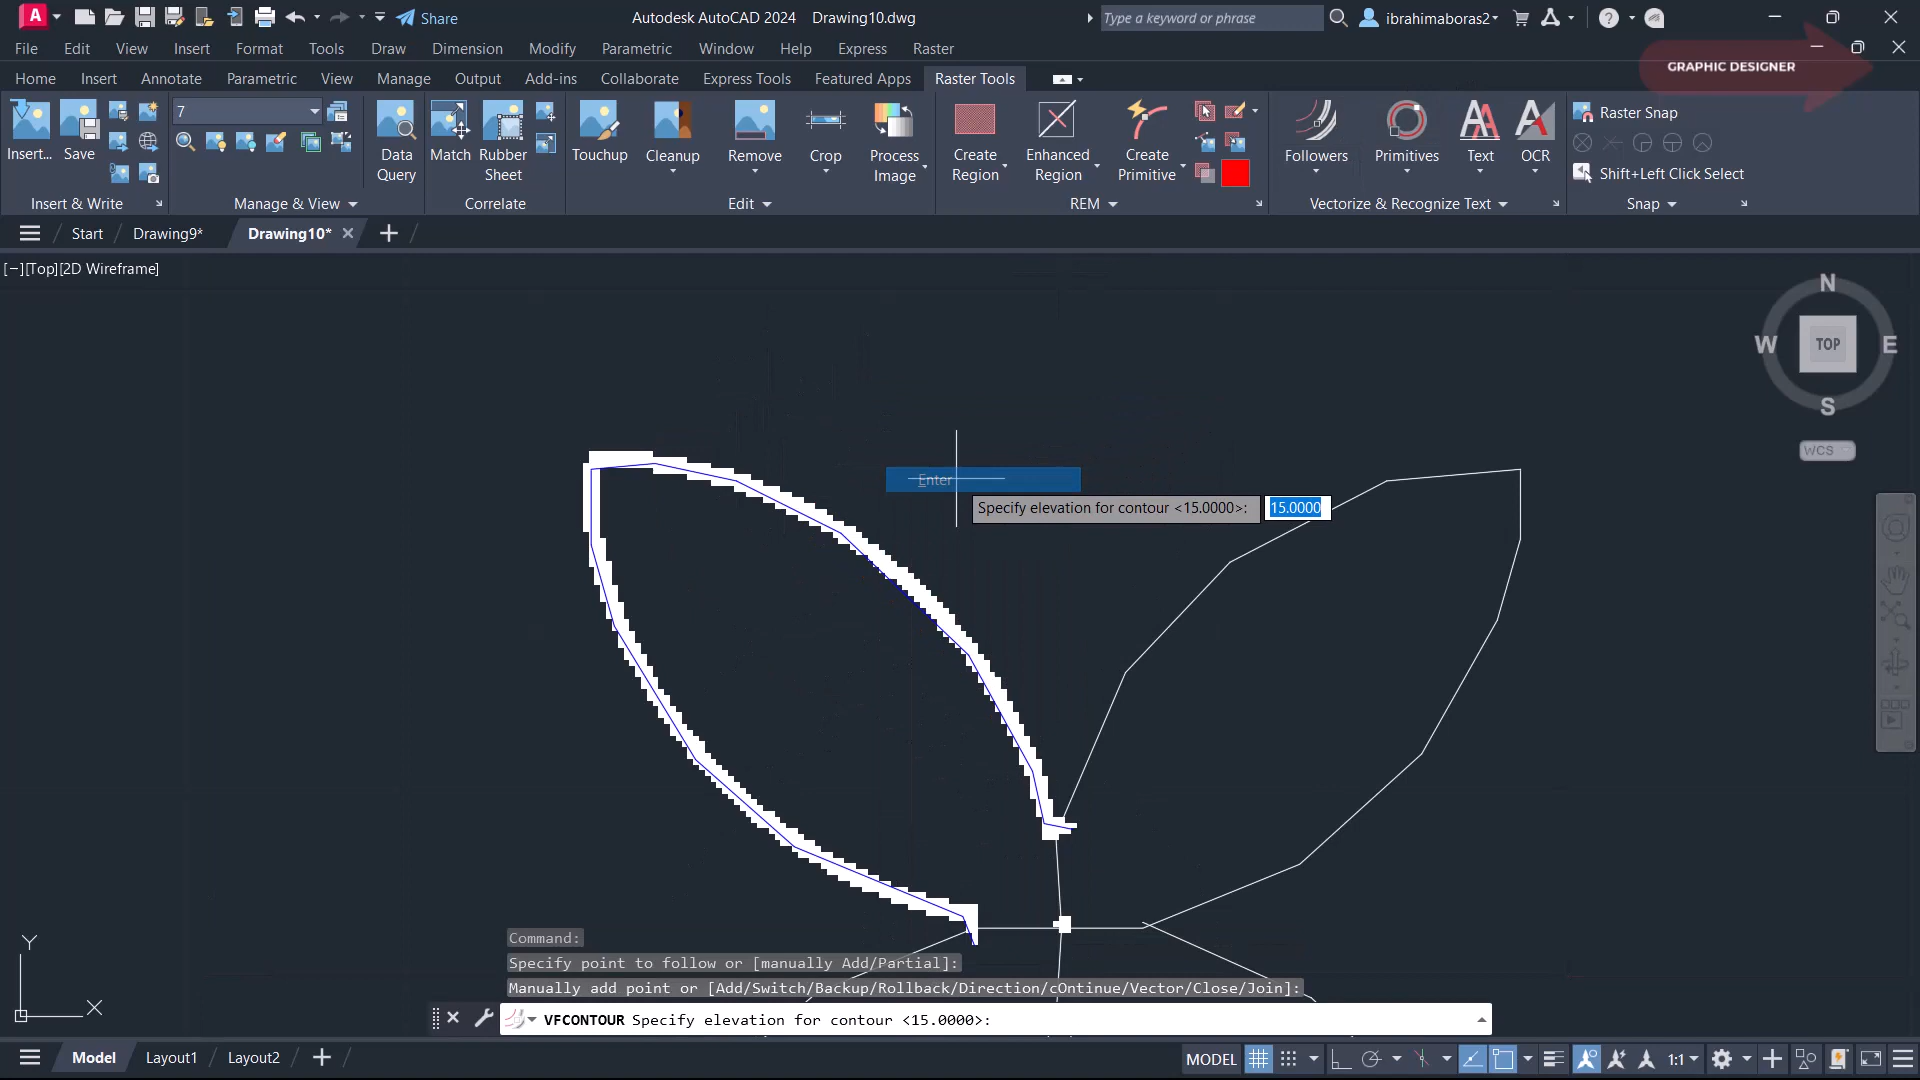 A
Share
Autodesk AutoCAD 2024 Drawing10.dwg
Type a keyword or phrase
ibrahimaboras2
File Edit View Insert Format Tools Draw Dimension Modify Parametric Window Help Express Raster
GRAPHIC DESIGNER
Home Insert Annotate Parametric View Manage Output Add-ins Collaborate Express Tools Featured Apps Raster Tools
7
Raster Snap
Insert... Save
Data Query
Match
Rubber Sheet
Touchup
Cleanup
Remove
Crop
Process Image
Create Region
Enhanced Region
Create Primitive
Followers
Primitives
Text
OCR
Shift+Left Click Select
Insert & Write
Manage & View
Correlate
Edit
REM
Vectorize & Recognize Text
Snap
Start Drawing9* Drawing10*
[−][Top][2D Wireframe]
N
W TOP E
S
WCS
Enter
Specify elevation for contour <15.0000>: 15.0000
Command:
Specify point to follow or [manually Add/Partial]:
Manually add point or [Add/Switch/Backup/Rollback/Direction/cOntinue/Vector/Close/Join]:
VFCONTOUR Specify elevation for contour <15.0000>:
Y
X
Model Layout1 Layout2
MODEL
1:1